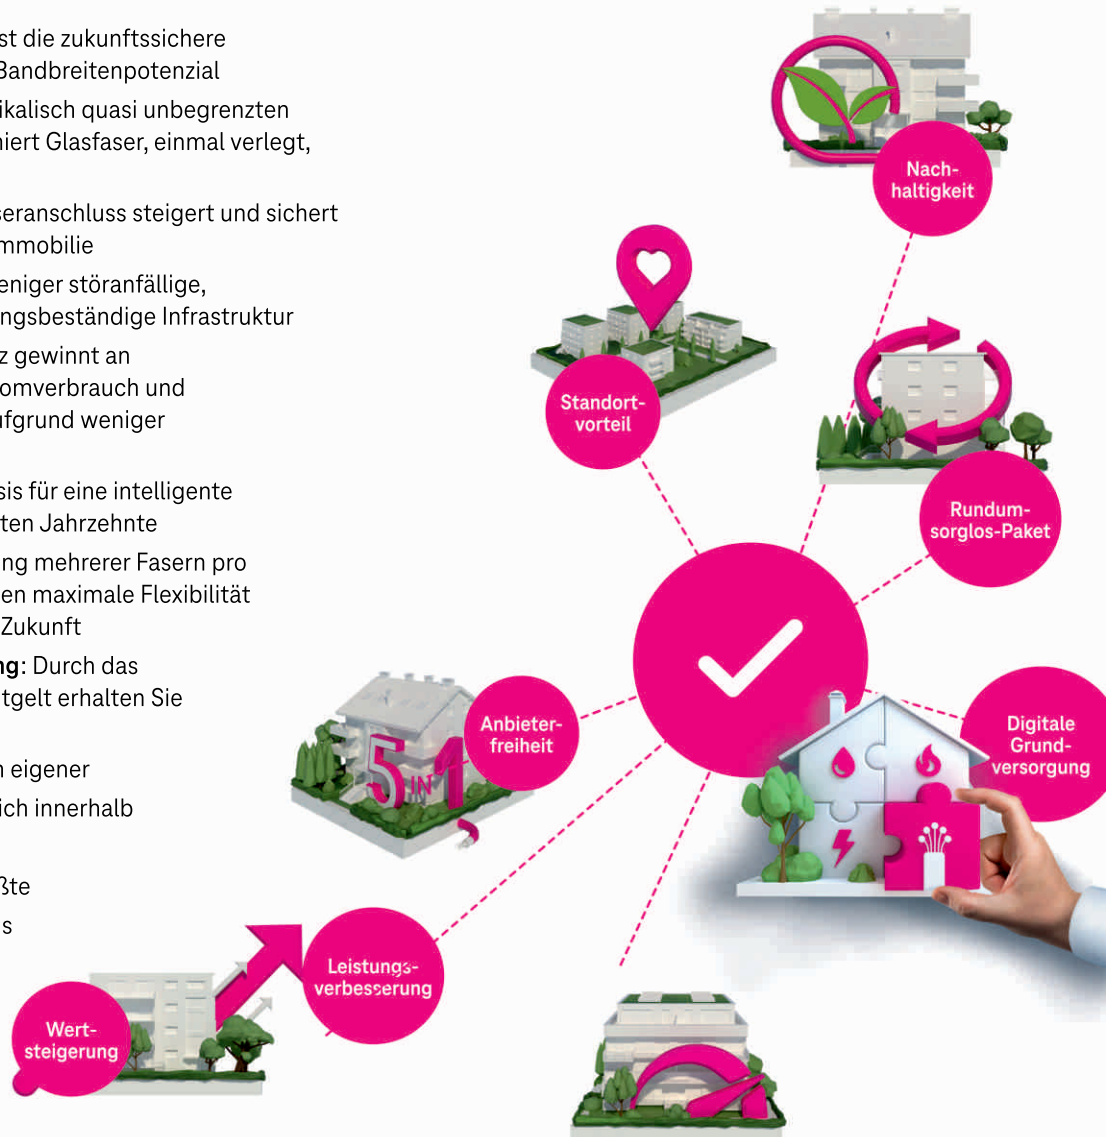 st die zukunftssichere
Bandbreitenpotenzial
ikalisch quasi unbegrenzten
niert Glasfaser, einmal verlegt,
seranschluss steigert und sichert
mmobilie
eniger störanfällige,
ngsbeständige Infrastruktur
z gewinnt an
omverbrauch und
ufgrund weniger
sis für eine intelligente
ten Jahrzehnte
ng mehrerer Fasern pro
en maximale Flexibilität
Zukunft
ng: Durch das
tgelt erhalten Sie
n eigener
ich innerhalb
ßte
s
Nach-
haltigkeit
Standort-
vorteil
Rundum-
sorglos-Paket
Anbieter-
freiheit
5 IN 1
Digitale
Grund-
versorgung
Leistungs-
verbesserung
Wert-
steigerung